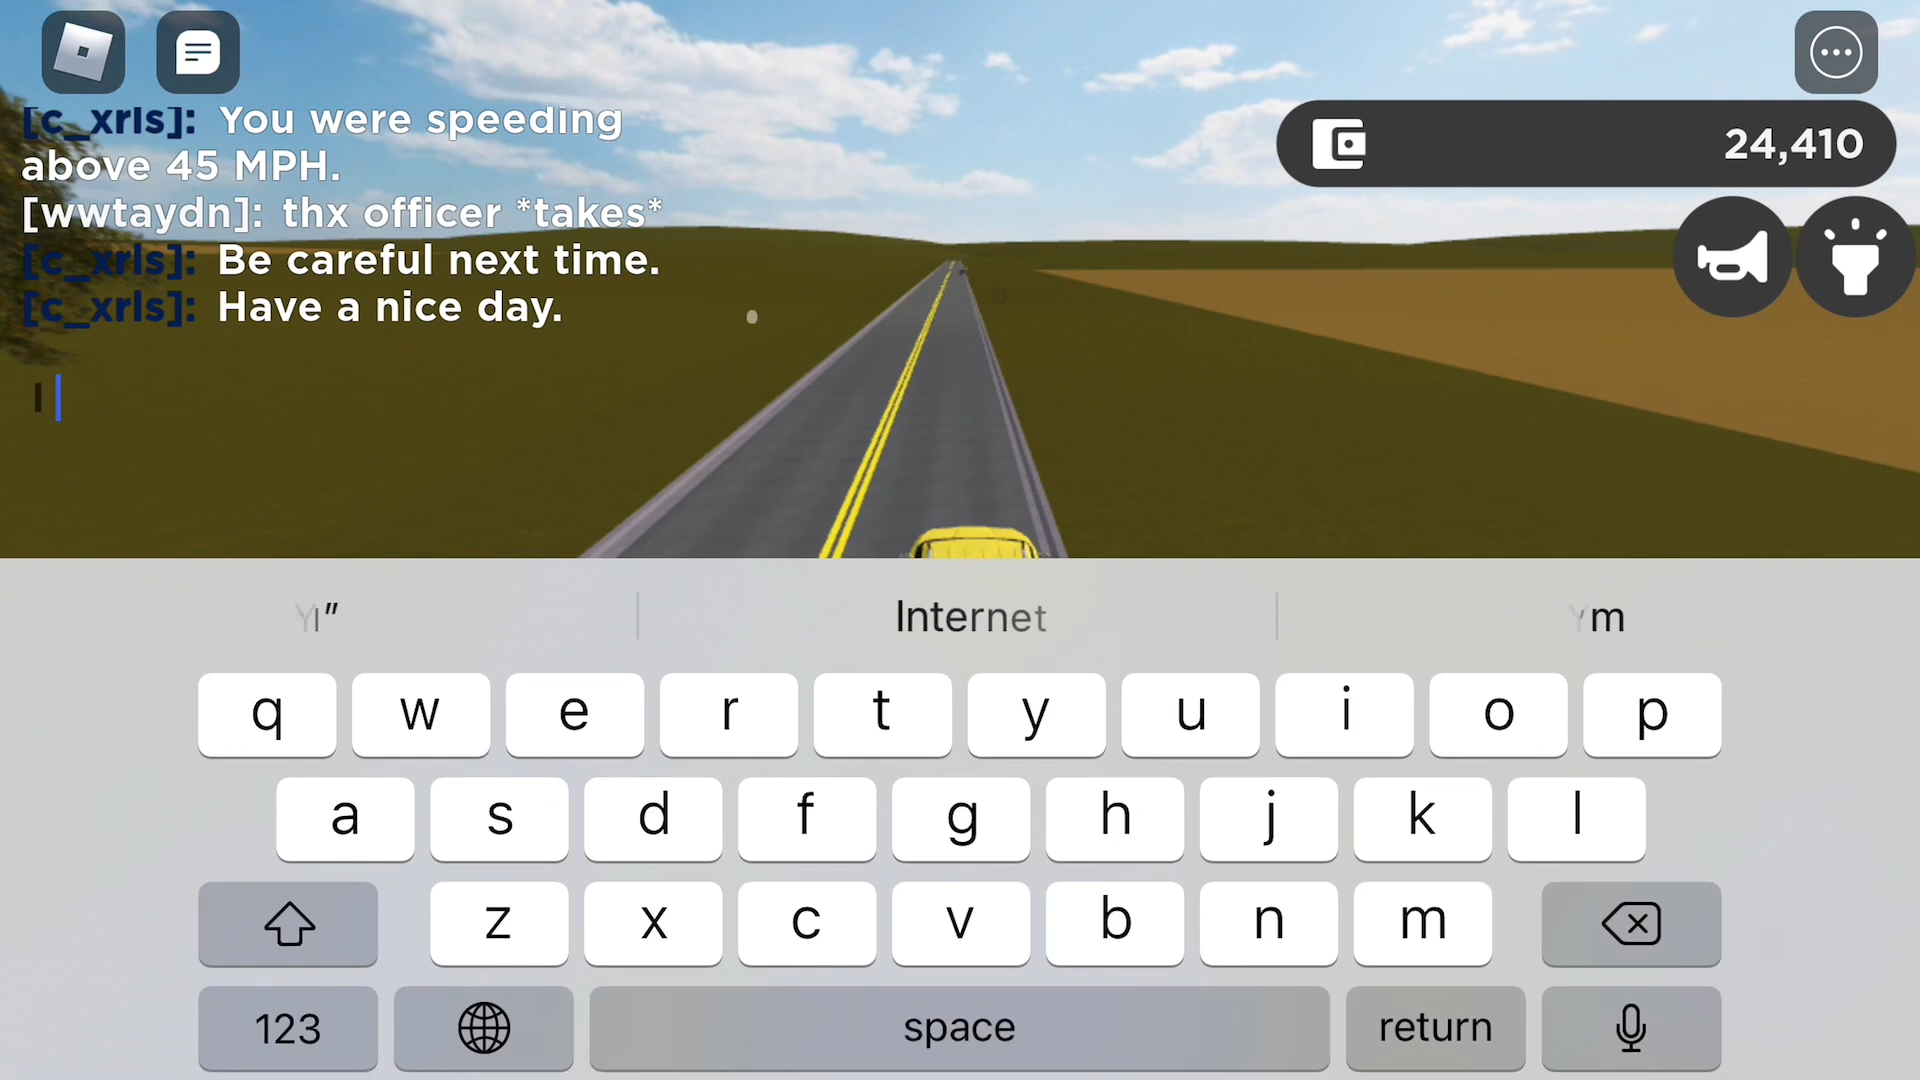 [c_xrls]: You were speeding
above 45 MPH.
[wwtaydn]: thx officer *takes*
[c_xrls]: Be careful next time.
[c_xrls]: Have a nice day.
24,410
I
Internet
q w e r t y u i o p
a s d f g h j k l
z x c v b n m
123 space return